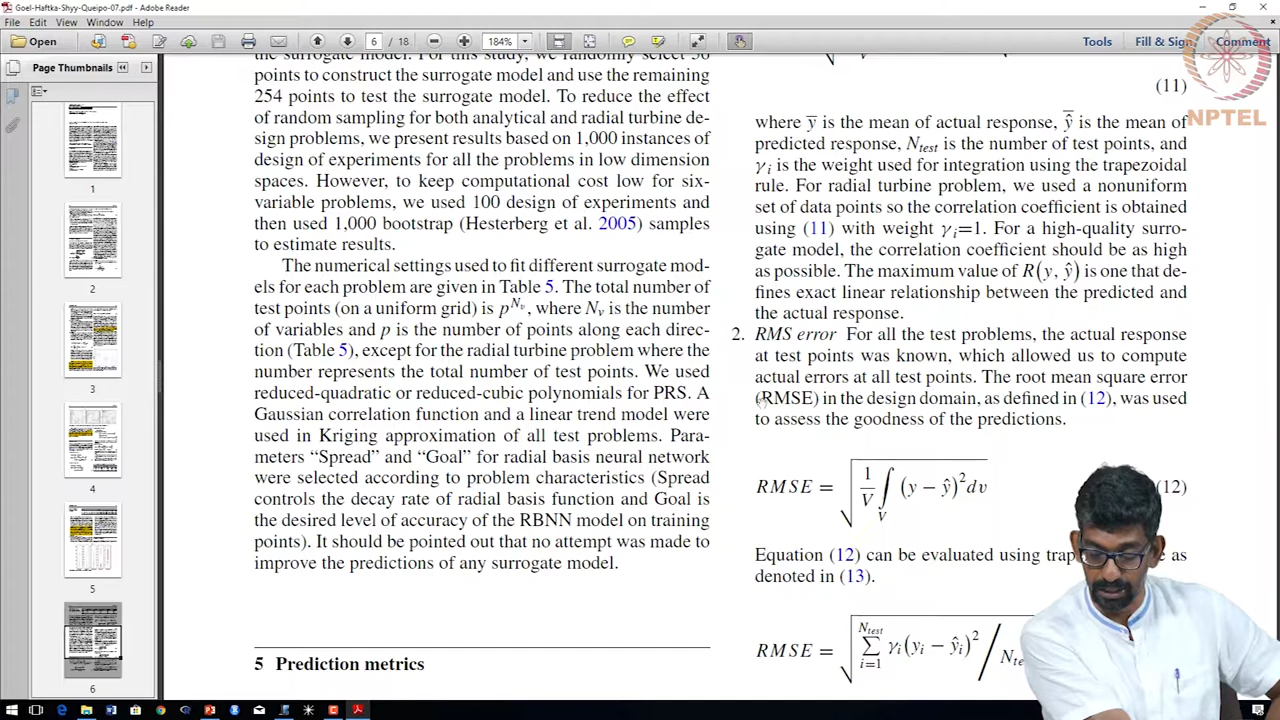 Goel-Haftka-Shyy-Queipo-07.pdf - Adobe Reader
File Edit View Window Help
Open
6 / 18
184%
Tools
Fill & Sign
Comment
Page Thumbnails
1
2
3
4
5
6
NPTEL
points to construct the surrogate model and use the remaining
254 points to test the surrogate model. To reduce the effect
of random sampling for both analytical and radial turbine de-
sign problems, we present results based on 1,000 instances of
design of experiments for all the problems in low dimension
spaces. However, to keep computational cost low for six-
variable problems, we used 100 design of experiments and
then used 1,000 bootstrap (Hesterberg et al. 2005) samples
to estimate results.
The numerical settings used to fit different surrogate mod-
els for each problem are given in Table 5. The total number of
test points (on a uniform grid) is p^{N_v}, where N_v is the number
of variables and p is the number of points along each direc-
tion (Table 5), except for the radial turbine problem where the
number represents the total number of test points. We used
reduced-quadratic or reduced-cubic polynomials for PRS. A
Gaussian correlation function and a linear trend model were
used in Kriging approximation of all test problems. Para-
meters “Spread” and “Goal” for radial basis neural network
were selected according to problem characteristics (Spread
controls the decay rate of radial basis function and Goal is
the desired level of accuracy of the RBNN model on training
points). It should be pointed out that no attempt was made to
improve the predictions of any surrogate model.
5 Prediction metrics
(11)
where y̅ is the mean of actual response, ŷ̅ is the mean of
predicted response, N_test is the number of test points, and
γ_i is the weight used for integration using the trapezoidal
rule. For radial turbine problem, we used a nonuniform
set of data points so the correlation coefficient is obtained
using (11) with weight γ_i=1. For a high-quality surro-
gate model, the correlation coefficient should be as high
as possible. The maximum value of R(y, ŷ) is one that de-
fines exact linear relationship between the predicted and
the actual response.
2. RMS error For all the test problems, the actual response
at test points was known, which allowed us to compute
actual errors at all test points. The root mean square error
(RMSE) in the design domain, as defined in (12), was used
to assess the goodness of the predictions.
RMSE = √(1/V ∫_V (y − ŷ)² dv) (12)
Equation (12) can be evaluated using as
denoted in (13).
RMSE = √(∑_{i=1}^{N_test} γ_i(y_i − ŷ_i)² /